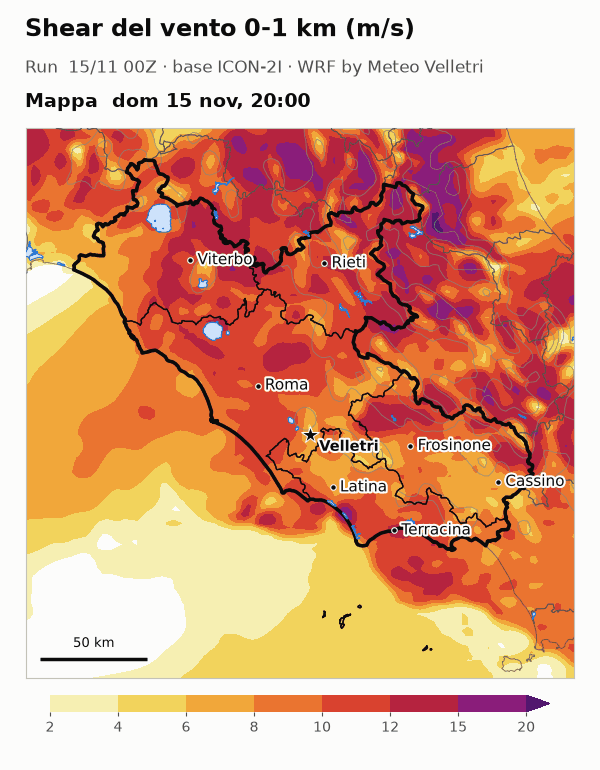 Shear del vento 0-1 km (m/s)
Run  15/11 00Z · base ICON-2I · WRF by Meteo Velletri
Mappa  dom 15 nov, 20:00
Viterbo
Rieti
Roma
Velletri
Frosinone
Latina
Cassino
Terracina
50 km
2 4 6 8 10 12 15 20